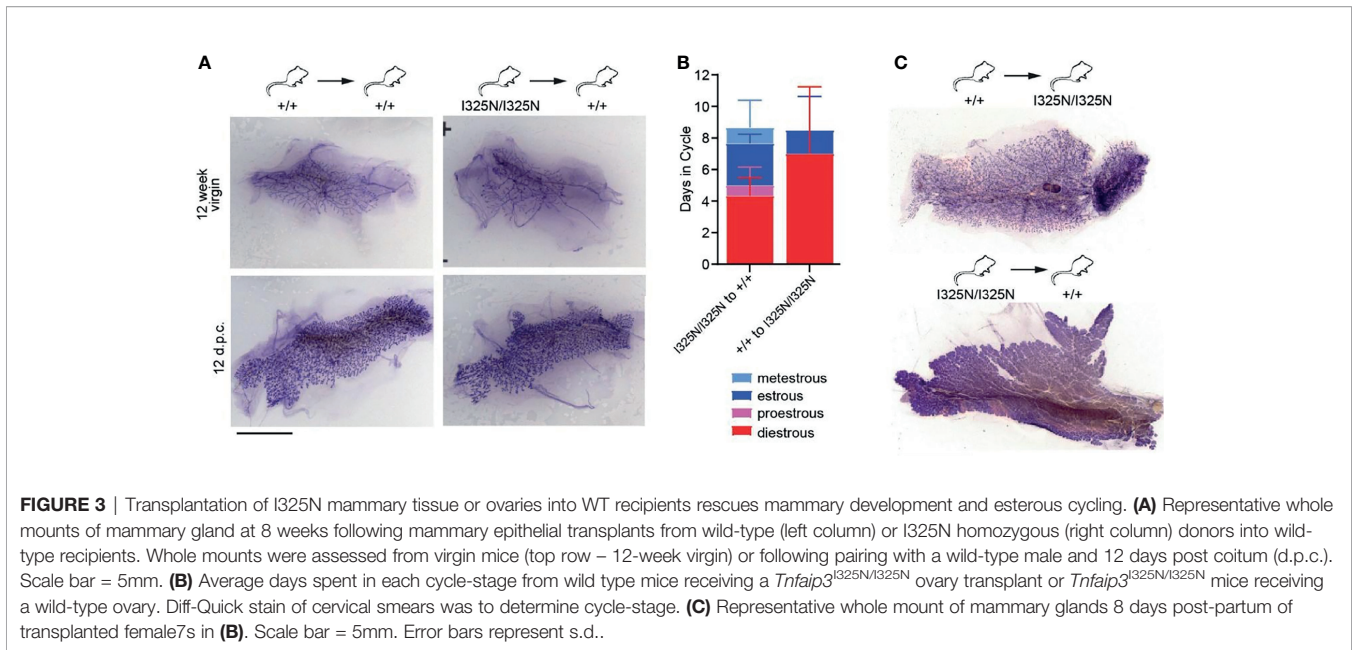 A
+/+
+/+
I325N/I325N
+/+
12 week
virgin
12 d.p.c.
B
12
10
8
6
4
2
0
Days in Cycle
I325N/I325N to +/+
+/+ to I325N/I325N
metestrous
estrous
proestrous
diestrous
C
+/+
I325N/I325N
I325N/I325N
+/+
FIGURE 3 | Transplantation of I325N mammary tissue or ovaries into WT recipients rescues mammary development and esterous cycling. (A) Representative whole
mounts of mammary gland at 8 weeks following mammary epithelial transplants from wild-type (left column) or I325N homozygous (right column) donors into wild-
type recipients. Whole mounts were assessed from virgin mice (top row – 12-week virgin) or following pairing with a wild-type male and 12 days post coitum (d.p.c.).
Scale bar = 5mm. (B) Average days spent in each cycle-stage from wild type mice receiving a Tnfaip3I325N/I325N ovary transplant or Tnfaip3I325N/I325N mice receiving
a wild-type ovary. Diff-Quick stain of cervical smears was to determine cycle-stage. (C) Representative whole mount of mammary glands 8 days post-partum of
transplanted female7s in (B). Scale bar = 5mm. Error bars represent s.d..